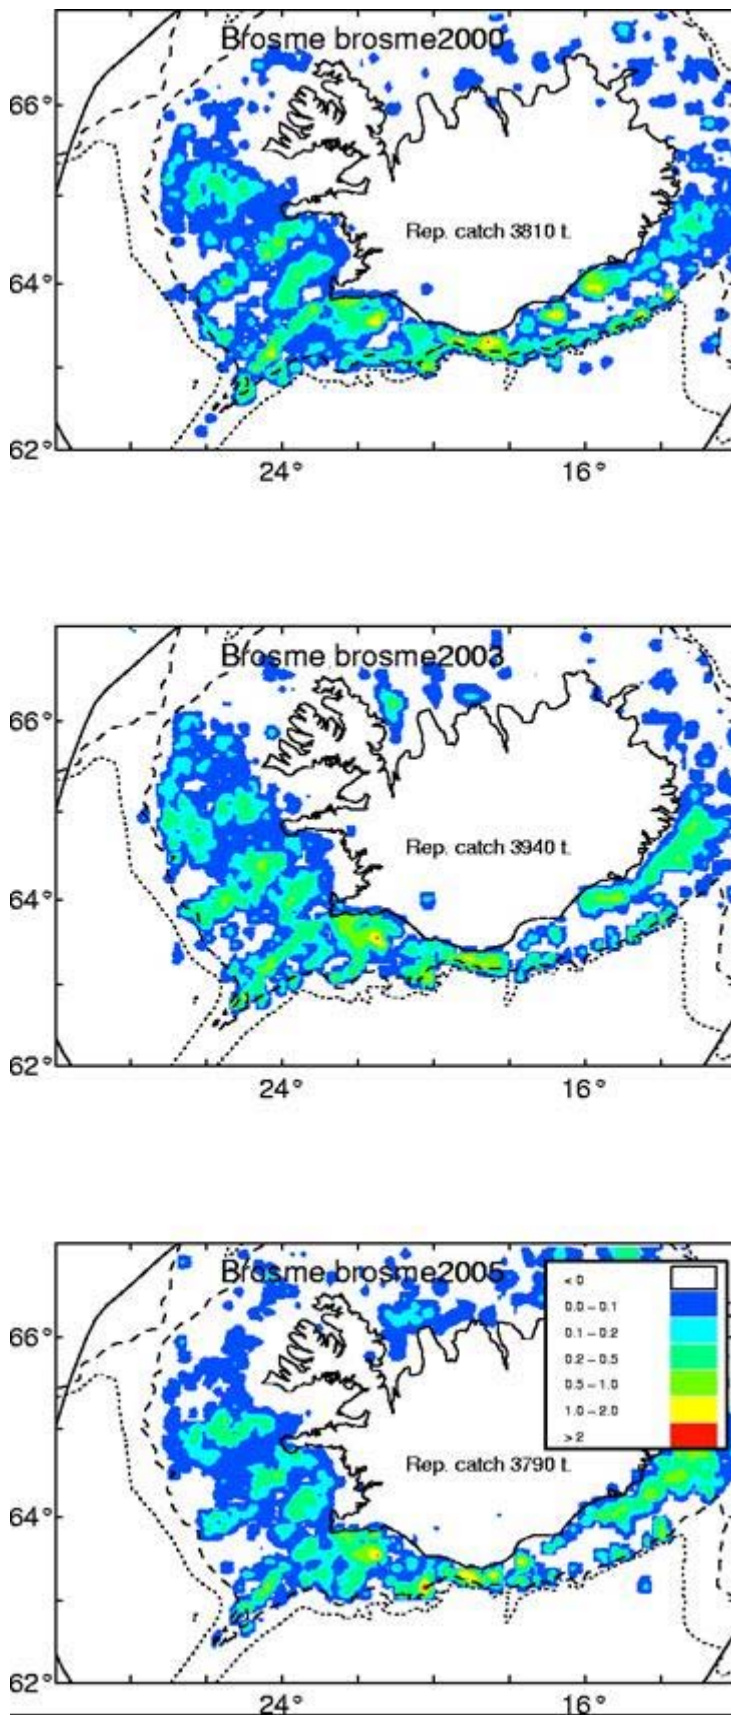 Brosme brosme2000
66°
Rep. catch 3810 t.
64°
62°
24° 16°
Brosme brosme2003
66°
Rep. catch 3940 t.
64°
62°
24° 16°
Brosme brosme2005
< 0
0.0 – 0.1
66°
0.1 – 0.2
0.2 – 0.5
0.5 – 1.0
1.0 – 2.0
> 2
Rep. catch 3790 t.
64°
62°
24° 16°